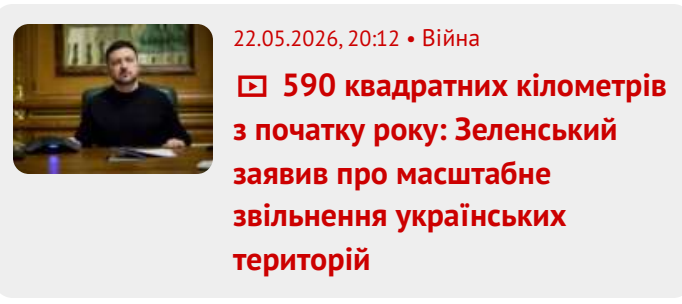 22.05.2026, 20:12 • Війна
590 квадратних кілометрів
з початку року: Зеленський
заявив про масштабне
звільнення українських
територій